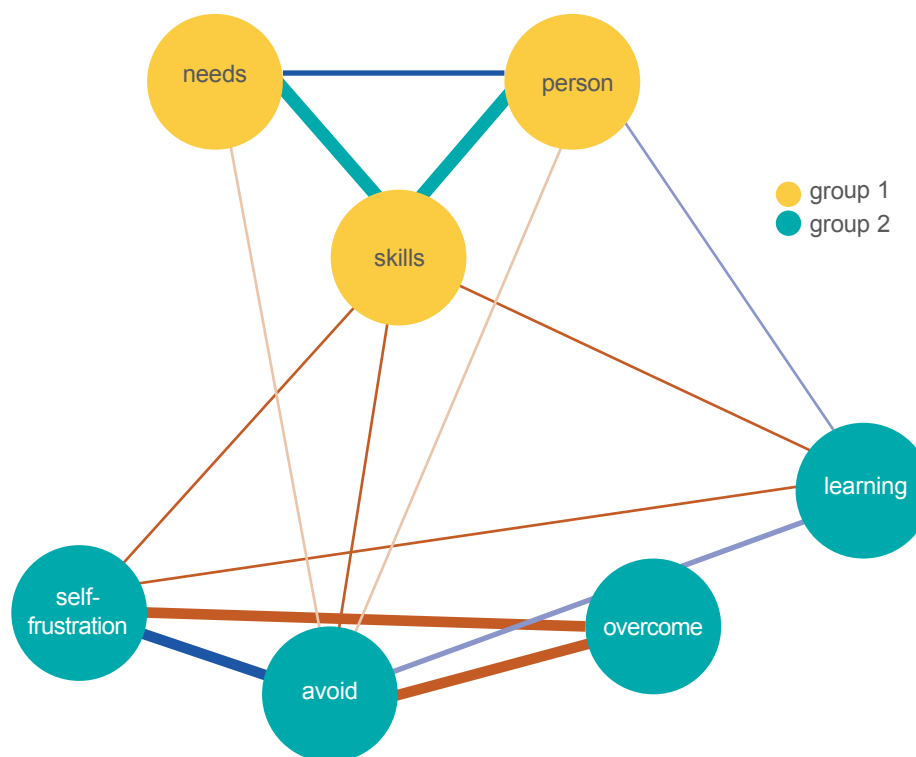 needs
person
group 1
group 2
skills
learning
self-
frustration
overcome
avoid